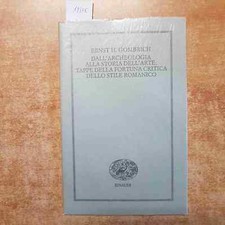 ERNST H. GOMBRICH
DALL'ARCHEOLOGIA
ALLA STORIA DELL'ARTE.
TAPPE DELLA FORTUNA CRITICA
DELLO STILE ROMANICO
EINAUDI